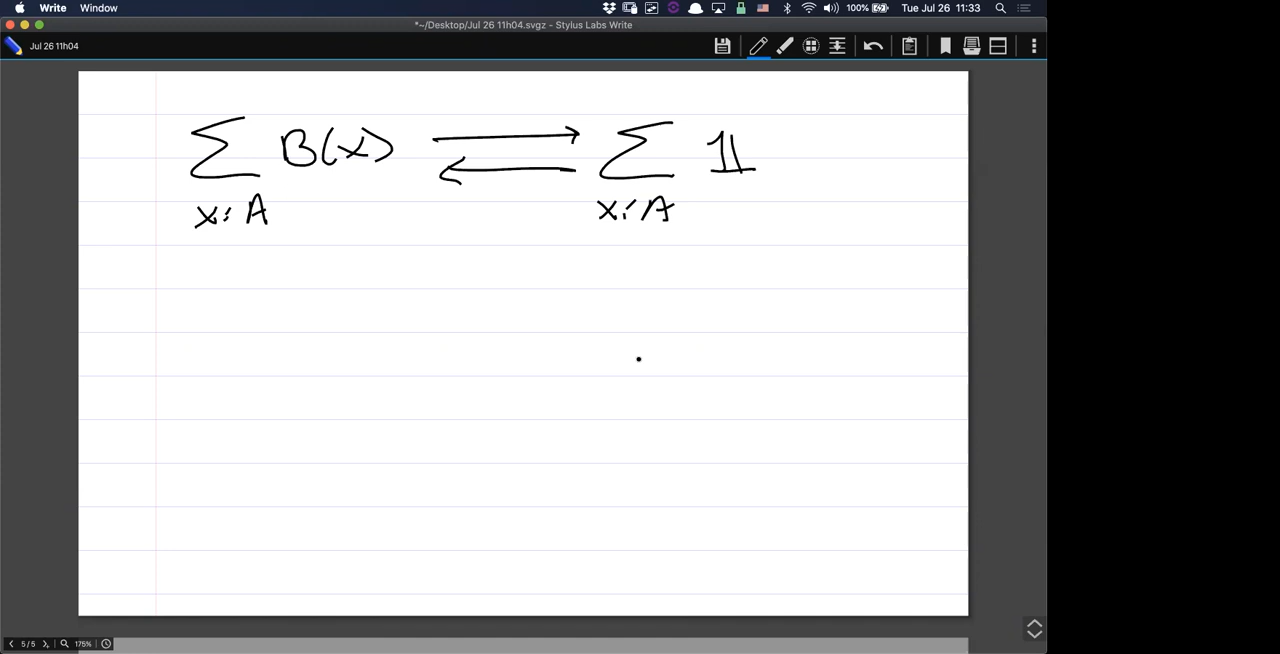 Write Window 100% Tue Jul 26 11:33
*~/Desktop/Jul 26 11h04.svgz - Stylus Labs Write
Jul 26 11h04
∑ B(x) ⇄ ∑ 𝟙
x:A x:A
5/5 175%